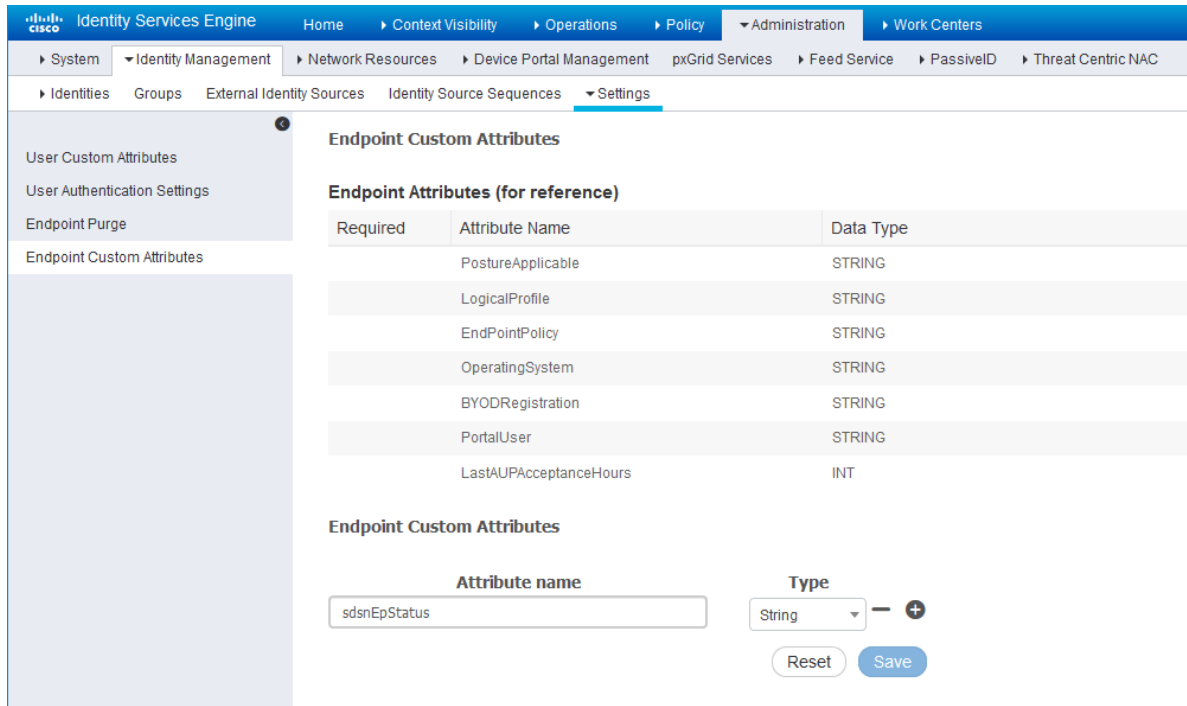 cisco Identity Services Engine Home Context Visibility Operations Policy Administration Work Centers
System Identity Management Network Resources Device Portal Management pxGrid Services Feed Service PassiveID Threat Centric NAC
Identities Groups External Identity Sources Identity Source Sequences Settings
User Custom Attributes
User Authentication Settings
Endpoint Purge
Endpoint Custom Attributes
Endpoint Custom Attributes
Endpoint Attributes (for reference)
Required Attribute Name Data Type
PostureApplicable STRING
LogicalProfile STRING
EndPointPolicy STRING
OperatingSystem STRING
BYODRegistration STRING
PortalUser STRING
LastAUPAcceptanceHours INT
Endpoint Custom Attributes
Attribute name Type
sdsnEpStatus String
Reset Save